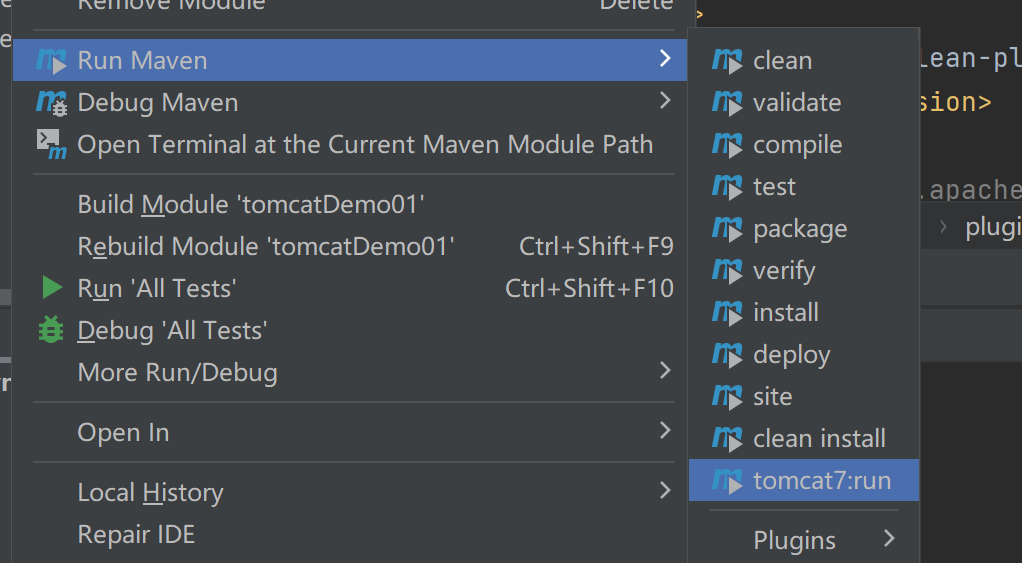 Remove Module Delete
Run Maven
Debug Maven
Open Terminal at the Current Maven Module Path
Build Module 'tomcatDemo01'
Rebuild Module 'tomcatDemo01' Ctrl+Shift+F9
Run 'All Tests' Ctrl+Shift+F10
Debug 'All Tests'
More Run/Debug
Open In
Local History
Repair IDE
clean
validate
compile
test
package
verify
install
deploy
site
clean install
tomcat7:run
Plugins
>
lean-pl
sion>
.apache
plugi